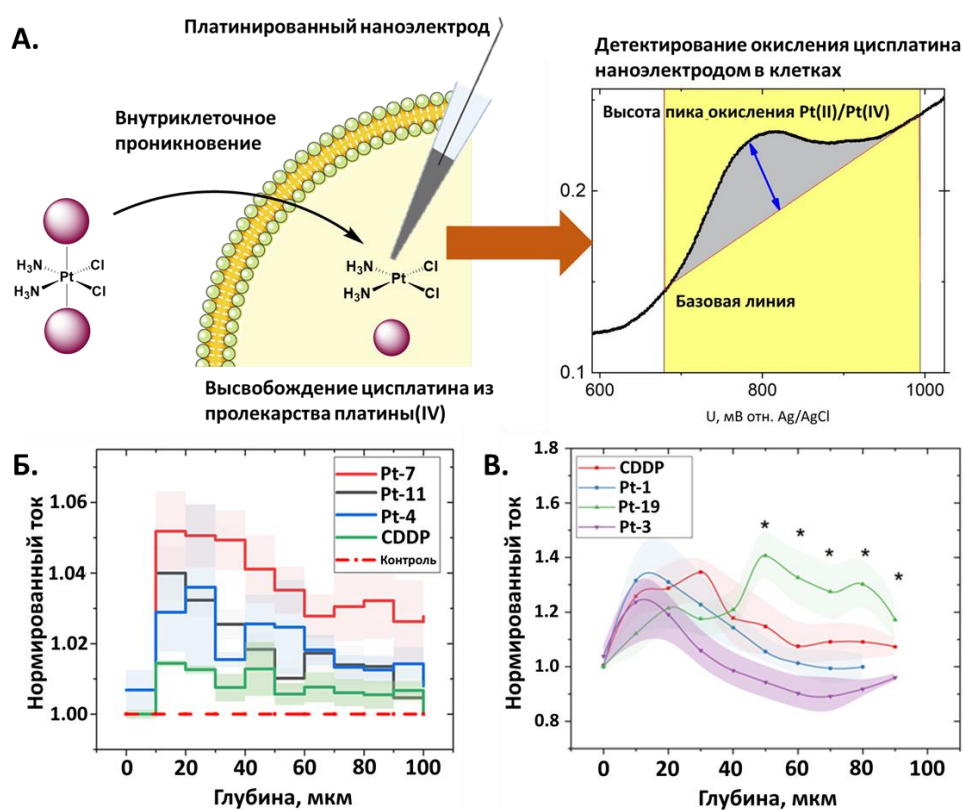 А.
Платинированный наноэлектрод
Внутриклеточное
проникновение
H₃N
Cl
Pt
H₃N
Cl
H₃N
Cl
Pt
H₃N
Cl
Высвобождение цисплатина из
пролекарства платины(IV)
Детектирование окисления цисплатина
наноэлектродом в клетках
Высота пика окисления Pt(II)/Pt(IV)
Базовая линия
0.2
0.1
600
800
1000
U, мВ отн. Ag/AgCl
Б.
Нормированный ток
1.06
1.04
1.02
1.00
Pt-7
Pt-11
Pt-4
CDDP
Контроль
0
20
40
60
80
100
Глубина, мкм
В.
Нормированный ток
1.8
1.6
1.4
1.2
1.0
0.8
CDDP
Pt-1
Pt-19
Pt-3
*
*
*
*
*
0
20
40
60
80
100
Глубина, мкм